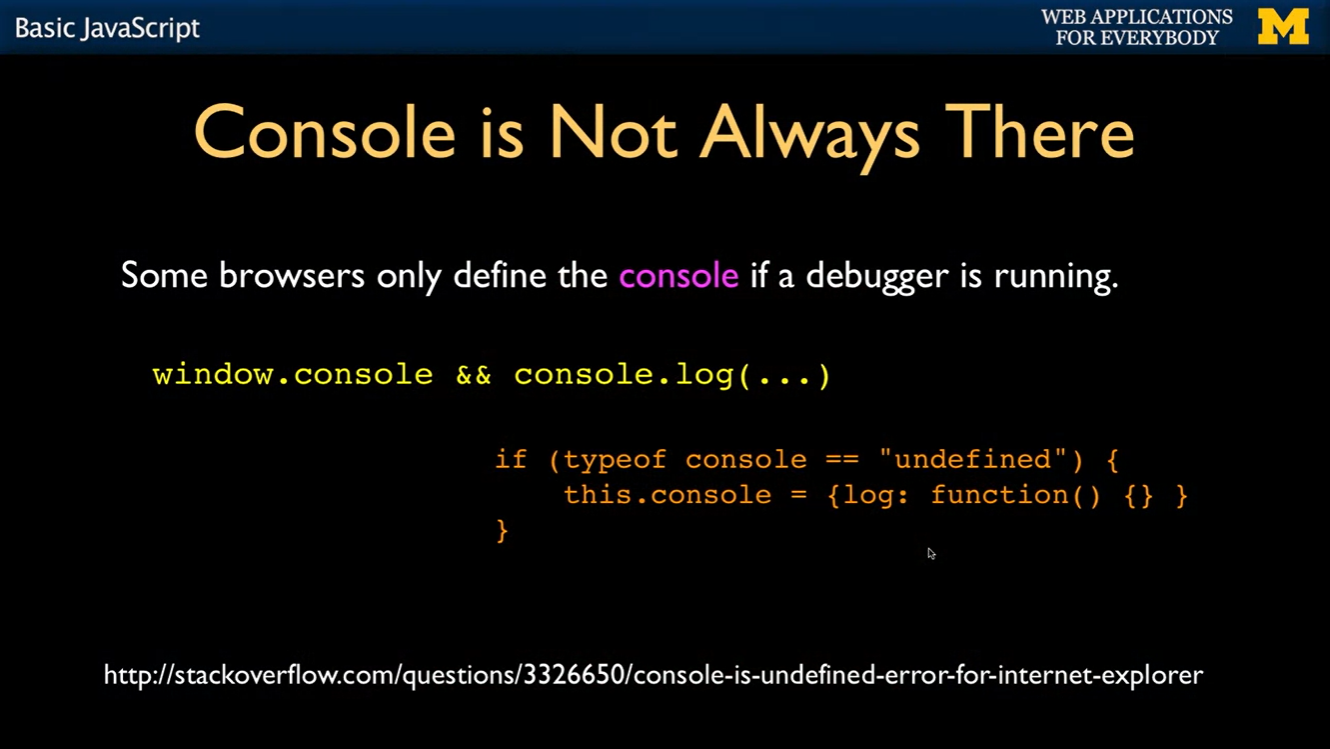 Basic JavaScript
WEB APPLICATIONS
FOR EVERYBODY
M
Console is Not Always There
Some browsers only define the console if a debugger is running.
window.console && console.log(...)
if (typeof console == "undefined") {
    this.console = {log: function() {} }
}
http://stackoverflow.com/questions/3326650/console-is-undefined-error-for-internet-explorer